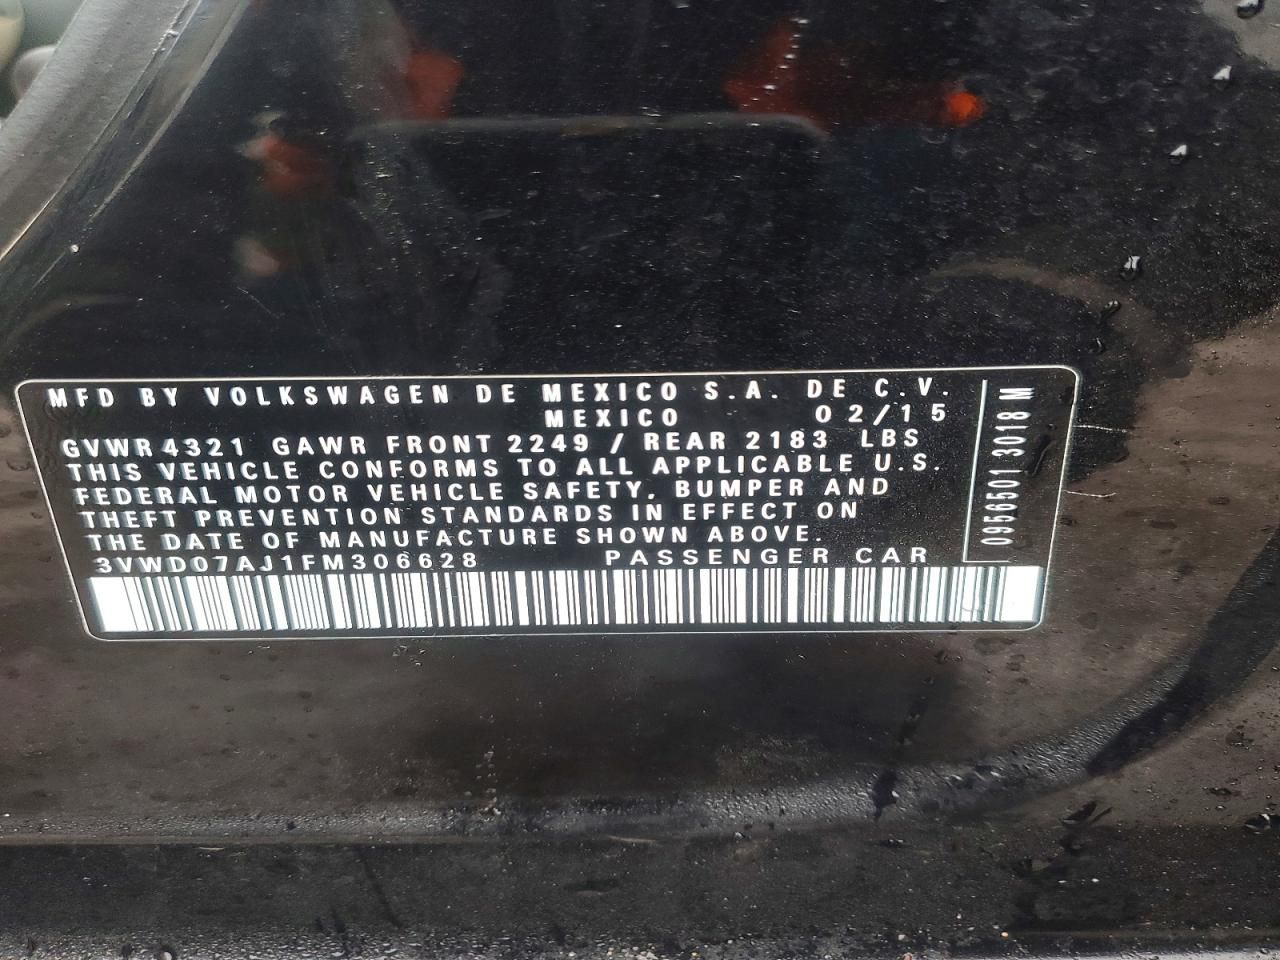 MFD BY VOLKSWAGEN DE MEXICO S.A. DE C.V.
MEXICO 02/15
GVWR 4321 GAWR FRONT 2249 / REAR 2183 LBS
THIS VEHICLE CONFORMS TO ALL APPLICABLE U.S.
FEDERAL MOTOR VEHICLE SAFETY, BUMPER AND
THEFT PREVENTION STANDARDS IN EFFECT ON
THE DATE OF MANUFACTURE SHOWN ABOVE.
3VWD07AJ1FM306628 PASSENGER CAR
0956501 3018 M